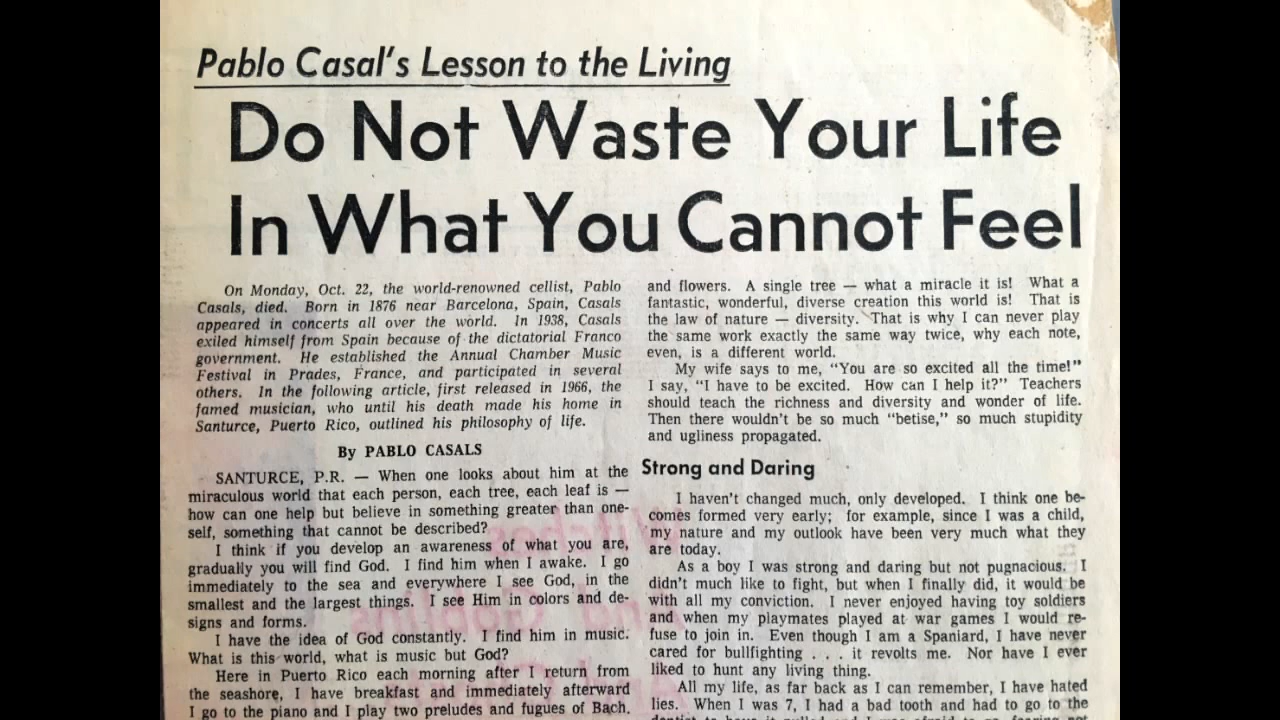 Pablo Casal's Lesson to the Living
Do Not Waste Your Life
In What You Cannot Feel
On Monday, Oct. 22, the world-renowned cellist, Pablo
Casals, died. Born in 1876 near Barcelona, Spain, Casals
appeared in concerts all over the world. In 1938, Casals
exiled himself from Spain because of the dictatorial Franco
government. He established the Annual Chamber Music
Festival in Prades, France, and participated in several
others. In the following article, first released in 1966, the
famed musician, who until his death made his home in
Santurce, Puerto Rico, outlined his philosophy of life.
By PABLO CASALS
SANTURCE, P.R. — When one looks about him at the
miraculous world that each person, each tree, each leaf is —
how can one help but believe in something greater than one-
self, something that cannot be described?
I think if you develop an awareness of what you are,
gradually you will find God. I find him when I awake. I go
immediately to the sea and everywhere I see God, in the
smallest and the largest things. I see Him in colors and de-
signs and forms.
I have the idea of God constantly. I find him in music.
What is this world, what is music but God?
Here in Puerto Rico each morning after I return from
the seashore, I have breakfast and immediately afterward
I go to the piano and I play two preludes and fugues of Bach.
and flowers. A single tree — what a miracle it is! What a
fantastic, wonderful, diverse creation this world is! That is
the law of nature — diversity. That is why I can never play
the same work exactly the same way twice, why each note,
even, is a different world.
My wife says to me, "You are so excited all the time!"
I say, "I have to be excited. How can I help it?" Teachers
should teach the richness and diversity and wonder of life.
Then there wouldn't be so much "betise," so much stupidity
and ugliness propagated.
Strong and Daring
I haven't changed much, only developed. I think one be-
comes formed very early; for example, since I was a child,
my nature and my outlook have been very much what they
are today.
As a boy I was strong and daring but not pugnacious. I
didn't much like to fight, but when I finally did, it would be
with all my conviction. I never enjoyed having toy soldiers
and when my playmates played at war games I would re-
fuse to join in. Even though I am a Spaniard, I have never
cared for bullfighting . . . it revolts me. Nor have I ever
liked to hunt any living thing.
All my life, as far back as I can remember, I have hated
lies. When I was 7, I had a bad tooth and had to go to the